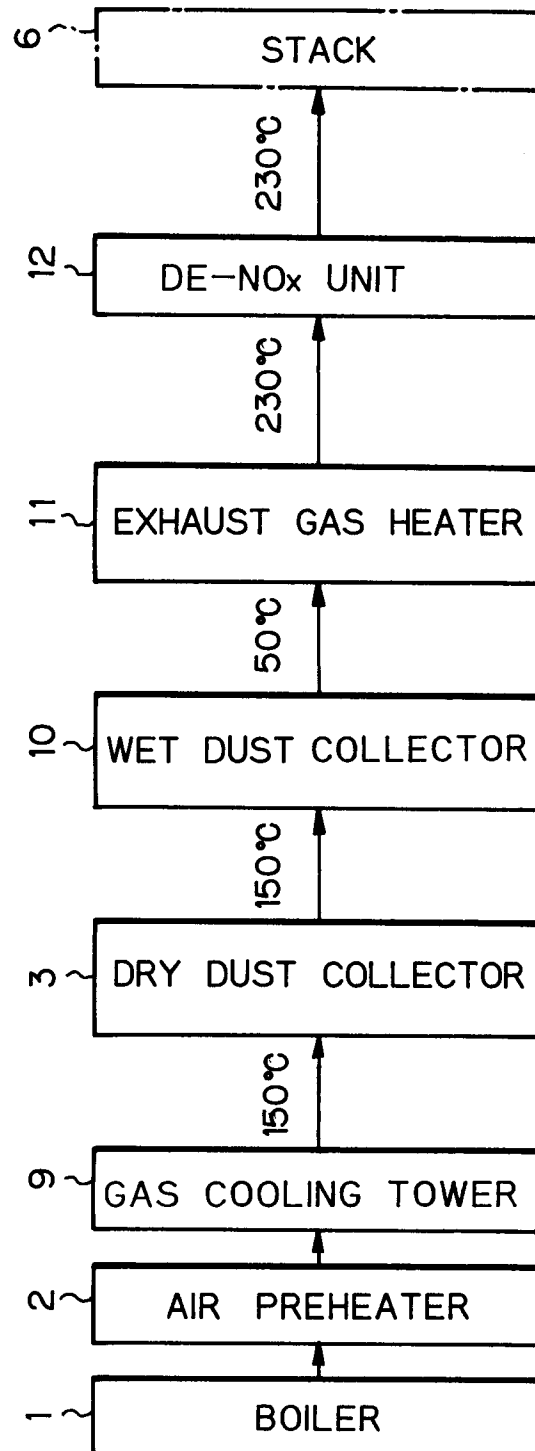 6
STACK
230℃
12
DE-NOx UNIT
230℃
11
EXHAUST GAS HEATER
50℃
10
WET DUST COLLECTOR
150℃
3
DRY DUST COLLECTOR
150℃
9
GAS COOLING TOWER
2
AIR PREHEATER
1
BOILER